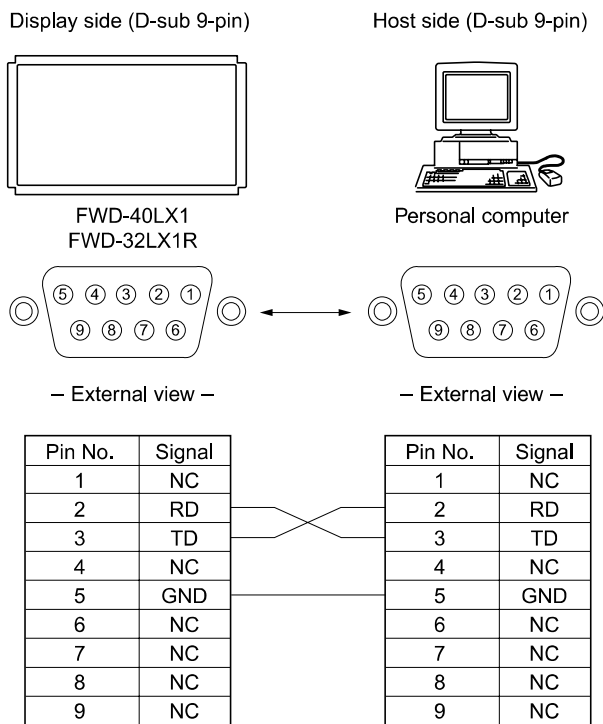 Display side (D-sub 9-pin) Host side (D-sub 9-pin)
FWD-40LX1
FWD-32LX1R
Personal computer
5 4 3 2 1
9 8 7 6
5 4 3 2 1
9 8 7 6
– External view – – External view –
Pin No. Signal Pin No. Signal
1 NC 1 NC
2 RD 2 RD
3 TD 3 TD
4 NC 4 NC
5 GND 5 GND
6 NC 6 NC
7 NC 7 NC
8 NC 8 NC
9 NC 9 NC